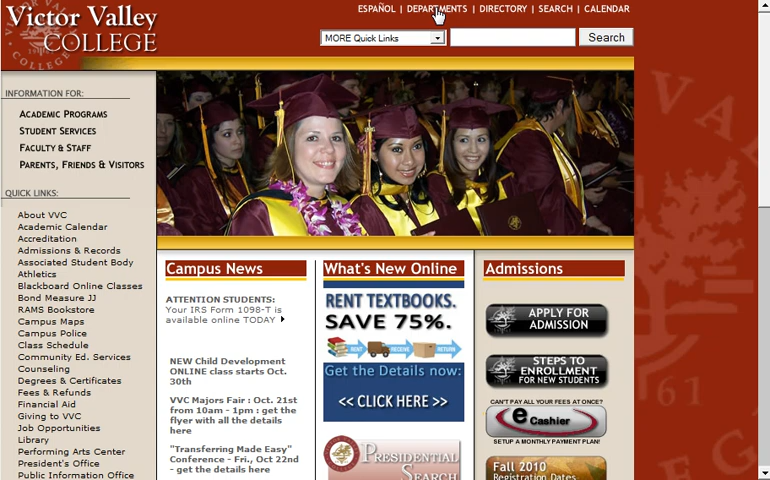 Victor Valley
COLLEGE
ESPAÑOL | DEPARTMENTS | DIRECTORY | SEARCH | CALENDAR
MORE Quick Links
Search
INFORMATION FOR:
ACADEMIC PROGRAMS
STUDENT SERVICES
FACULTY & STAFF
PARENTS, FRIENDS & VISITORS
QUICK LINKS:
About VVC
Academic Calendar
Accreditation
Admissions & Records
Associated Student Body
Athletics
Blackboard Online Classes
Bond Measure JJ
RAMS Bookstore
Campus Maps
Campus Police
Class Schedule
Community Ed. Services
Counseling
Degrees & Certificates
Fees & Refunds
Financial Aid
Giving to VVC
Job Opportunities
Library
Performing Arts Center
President's Office
Public Information Office
Campus News
ATTENTION STUDENTS:
Your IRS Form 1098-T is
available online TODAY
NEW Child Development
ONLINE class starts Oct.
30th
VVC Majors Fair : Oct. 21st
from 10am - 1pm : get the
flyer with all the details
here
"Transferring Made Easy"
Conference - Fri., Oct 22nd
- get the details here
What's New Online
RENT TEXTBOOKS.
SAVE 75%.
RENT
RECEIVE
RETURN
Get the Details now:
<< CLICK HERE >>
PRESIDENTIAL
SEARCH
Admissions
APPLY FOR
ADMISSION
STEPS TO
ENROLLMENT
FOR NEW STUDENTS
CAN'T PAY ALL YOUR FEES AT ONCE?
e Cashier
SETUP A MONTHLY PAYMENT PLAN!
Fall 2010
Registration Dates